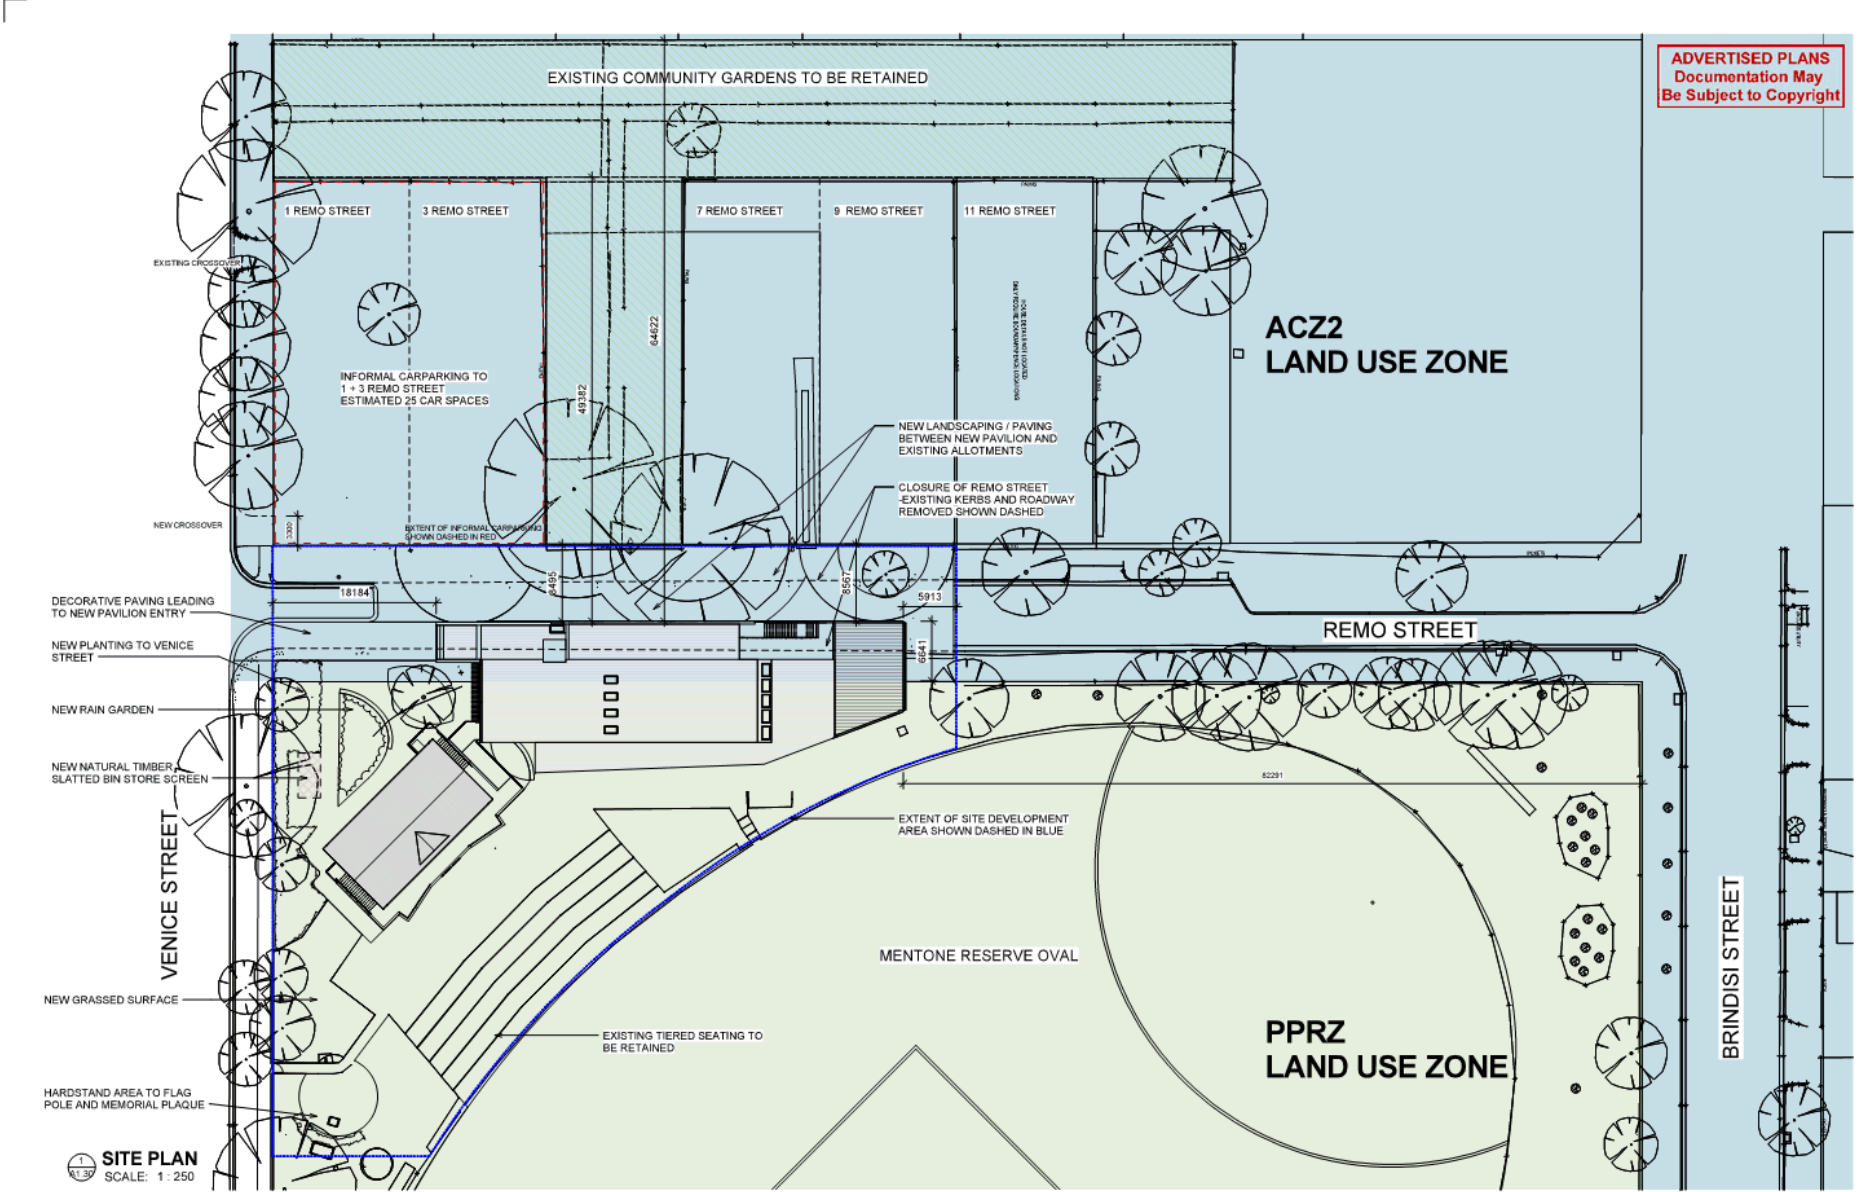 ADVERTISED PLANS
Documentation May
Be Subject to Copyright
EXISTING COMMUNITY GARDENS TO BE RETAINED
1 REMO STREET
3 REMO STREET
7 REMO STREET
9 REMO STREET
11 REMO STREET
EXISTING CROSSOVER
64622
ACZ2
LAND USE ZONE
INFORMAL CARPARKING TO
1 + 3 REMO STREET
ESTIMATED 25 CAR SPACES
49382
NEW LANDSCAPING / PAVING
BETWEEN NEW PAVILION AND
EXISTING ALLOTMENTS
CLOSURE OF REMO STREET
-EXISTING KERBS AND ROADWAY
REMOVED SHOWN DASHED
NEW CROSSOVER
3300
EXTENT OF INFORMAL CARPARKING
SHOWN DASHED IN RED
18184
8495
8567
5913
6641
DECORATIVE PAVING LEADING
TO NEW PAVILION ENTRY
REMO STREET
NEW PLANTING TO VENICE
STREET
NEW RAIN GARDEN
NEW NATURAL TIMBER
SLATTED BIN STORE SCREEN
82291
EXTENT OF SITE DEVELOPMENT
AREA SHOWN DASHED IN BLUE
VENICE STREET
MENTONE RESERVE OVAL
BRINDISI STREET
NEW GRASSED SURFACE
EXISTING TIERED SEATING TO
BE RETAINED
PPRZ
LAND USE ZONE
HARDSTAND AREA TO FLAG
POLE AND MEMORIAL PLAQUE
1
A1.30
SITE PLAN
SCALE: 1 : 250